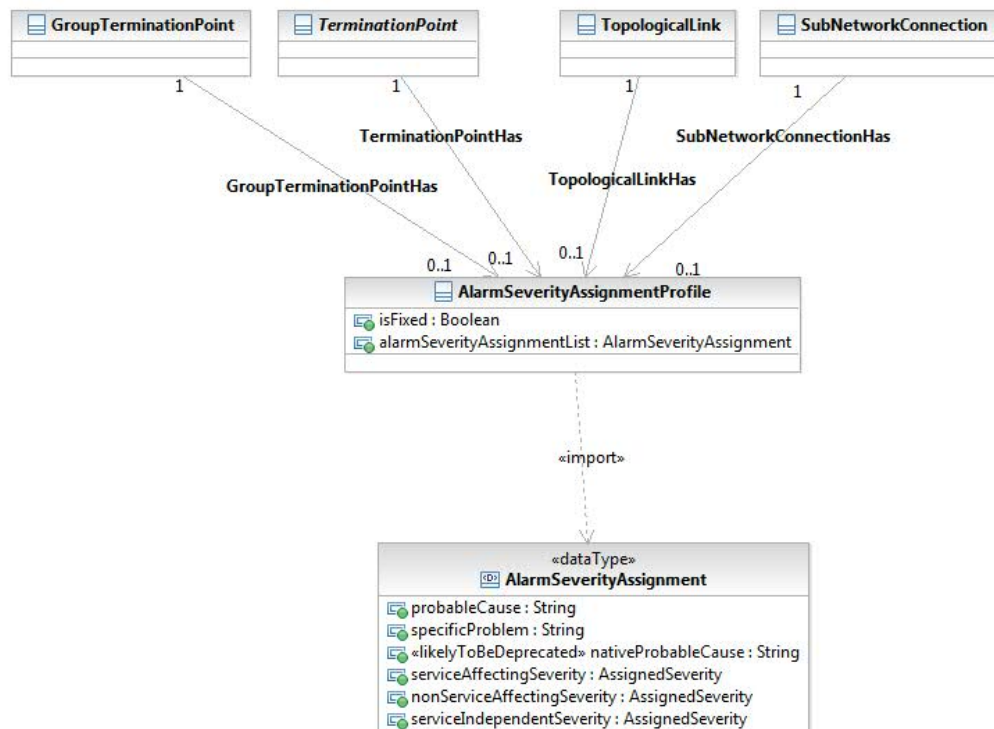 GroupTerminationPoint
TerminationPoint
TopologicalLink
SubNetworkConnection
1
1
1
1
TerminationPointHas
SubNetworkConnectionHas
GroupTerminationPointHas
TopologicalLinkHas
0..1
0..1
0..1
0..1
AlarmSeverityAssignmentProfile
isFixed : Boolean
alarmSeverityAssignmentList : AlarmSeverityAssignment
«import»
«dataType»
AlarmSeverityAssignment
probableCause : String
specificProblem : String
«likelyToBeDeprecated» nativeProbableCause : String
serviceAffectingSeverity : AssignedSeverity
nonServiceAffectingSeverity : AssignedSeverity
serviceIndependentSeverity : AssignedSeverity